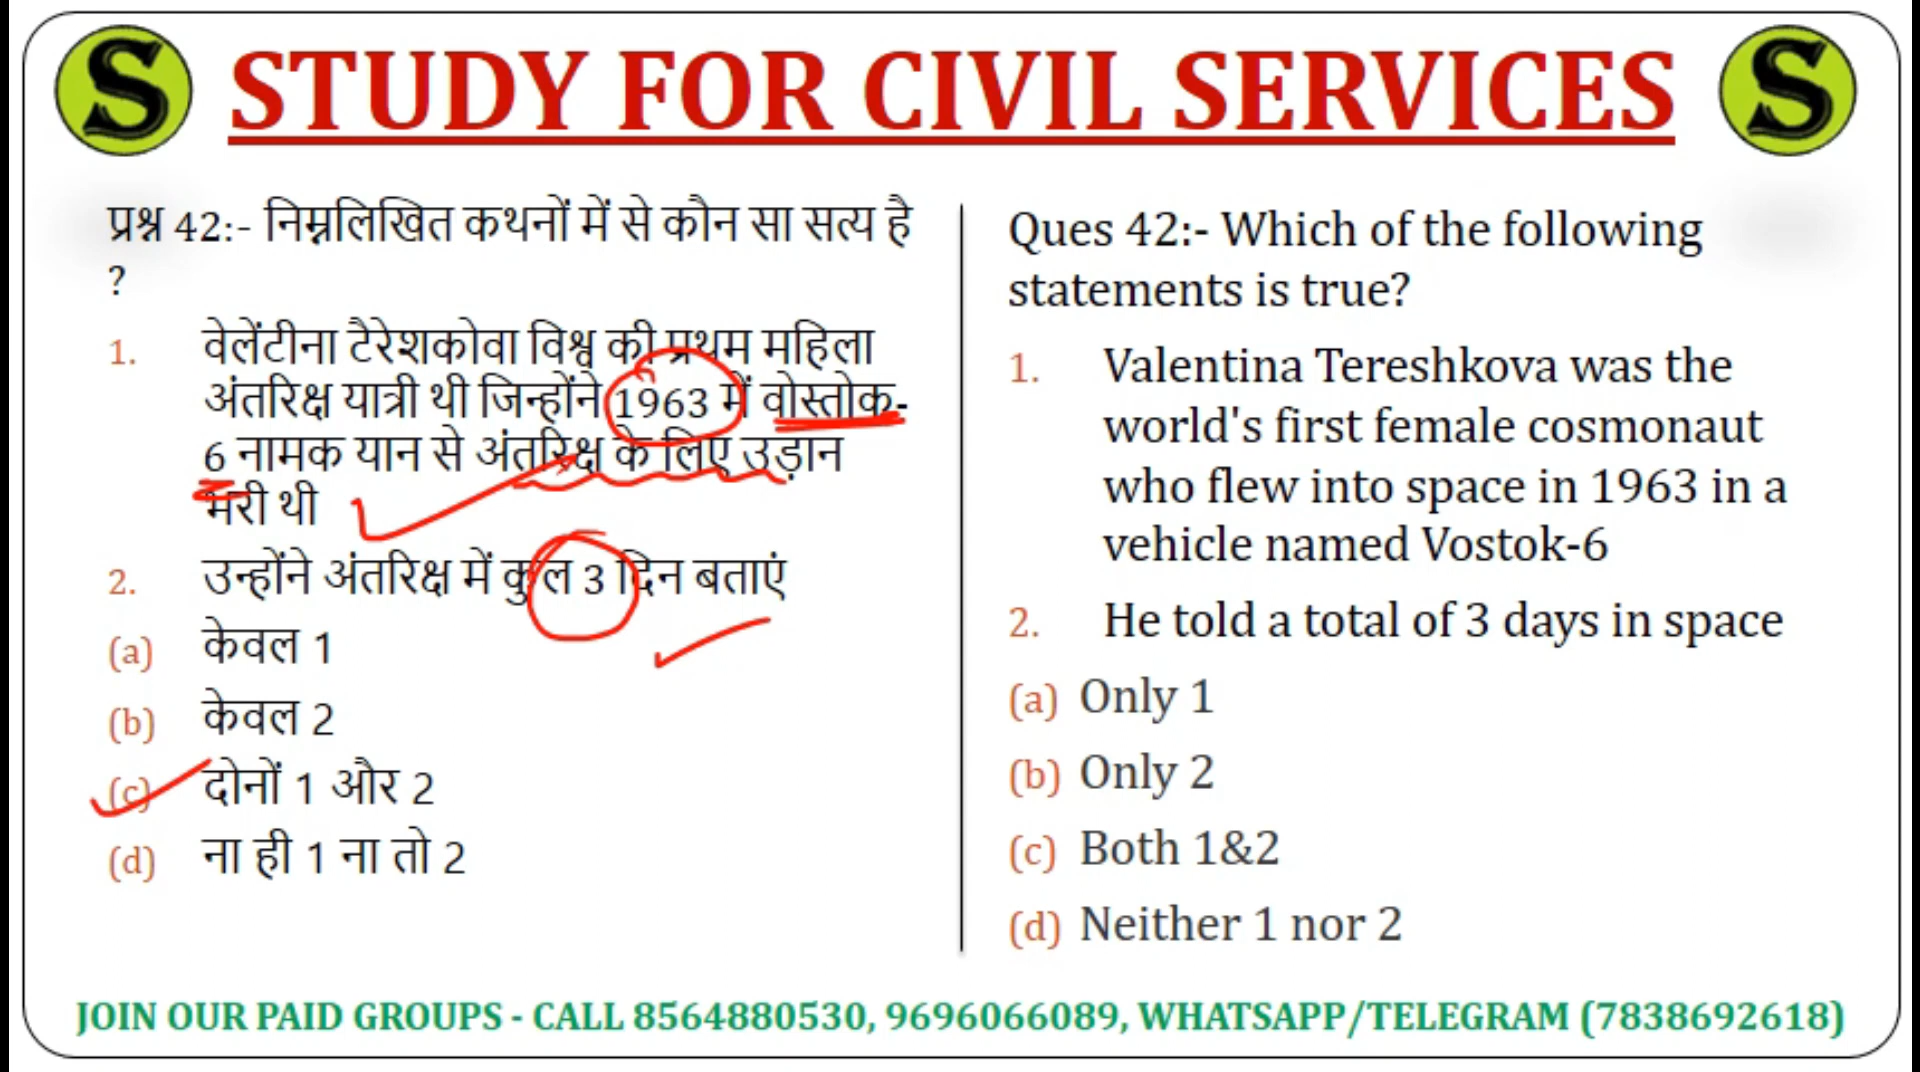 S STUDY FOR CIVIL SERVICES S
प्रश्न 42:- निम्नलिखित कथनों में से कौन सा सत्य है
?
1. वेलेंटीना टैरेशकोवा विश्व की प्रथम महिला
अंतरिक्ष यात्री थी जिन्होंने 1963 में वोस्तोक-
6 नामक यान से अंतरिक्ष के लिए उड़ान
भरी थी
2. उन्होंने अंतरिक्ष में कुल 3 दिन बताएं
(a) केवल 1
(b) केवल 2
(c) दोनों 1 और 2
(d) ना ही 1 ना तो 2
Ques 42:- Which of the following
statements is true?
1. Valentina Tereshkova was the
world's first female cosmonaut
who flew into space in 1963 in a
vehicle named Vostok-6
2. He told a total of 3 days in space
(a) Only 1
(b) Only 2
(c) Both 1&2
(d) Neither 1 nor 2
JOIN OUR PAID GROUPS - CALL 8564880530, 9696066089, WHATSAPP/TELEGRAM (7838692618)